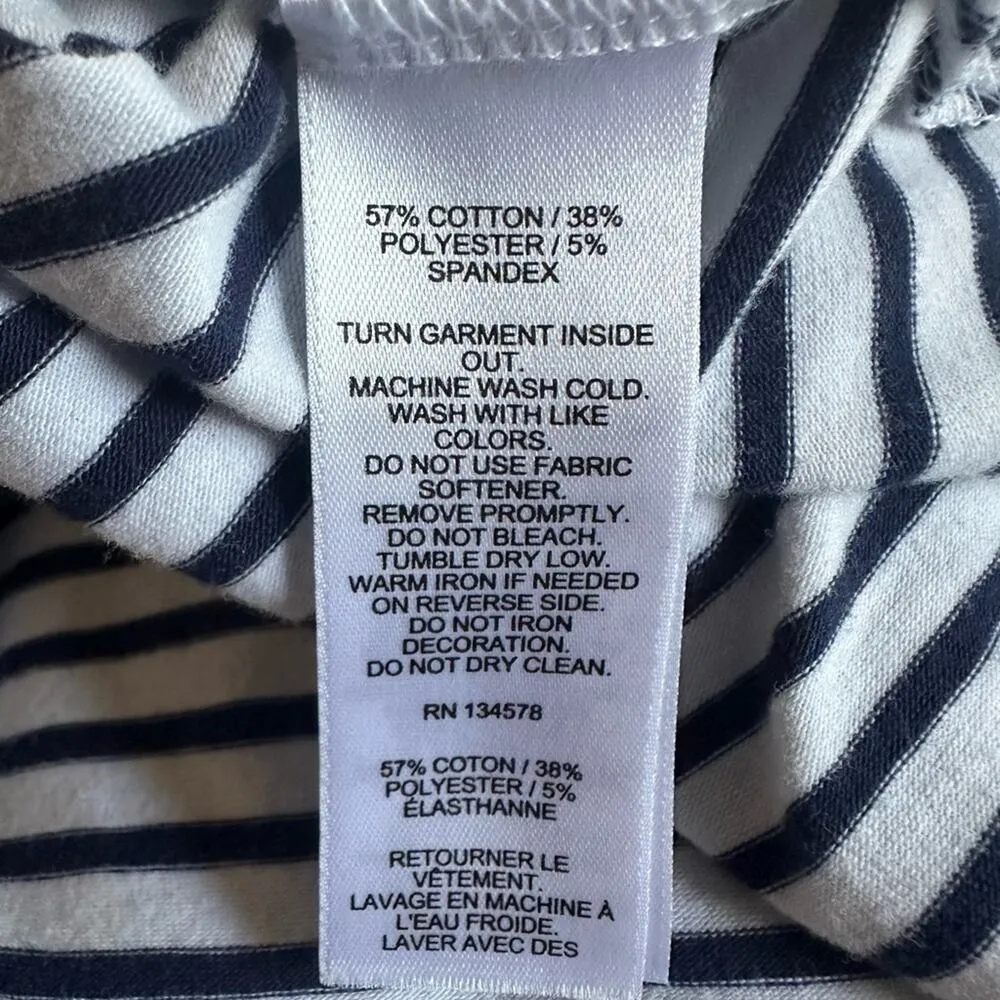 57% COTTON / 38%
POLYESTER / 5%
SPANDEX
TURN GARMENT INSIDE
OUT.
MACHINE WASH COLD.
WASH WITH LIKE
COLORS.
DO NOT USE FABRIC
SOFTENER.
REMOVE PROMPTLY.
DO NOT BLEACH.
TUMBLE DRY LOW.
WARM IRON IF NEEDED
ON REVERSE SIDE.
DO NOT IRON
DECORATION.
DO NOT DRY CLEAN.
RN 134578
57% COTON / 38%
POLYESTER / 5%
ÉLASTHANNE
RETOURNER LE
VÊTEMENT.
LAVAGE EN MACHINE À
L'EAU FROIDE.
LAVER AVEC DES